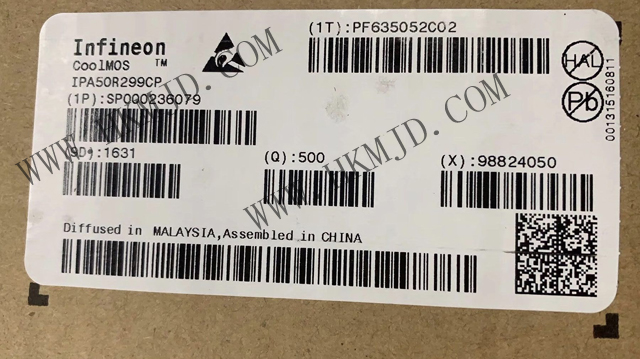 Infineon
CoolMOS ™
IPA50R299CP
(1P):SP000236079
(9D):1631
(1T):PF635052C02
(Q):500
(X):98824050
HAL
Pb
001315160811
Diffused in MALAYSIA,Assembled in CHINA
WWW.HKMJD.COM
WWW.HKMJD.COM